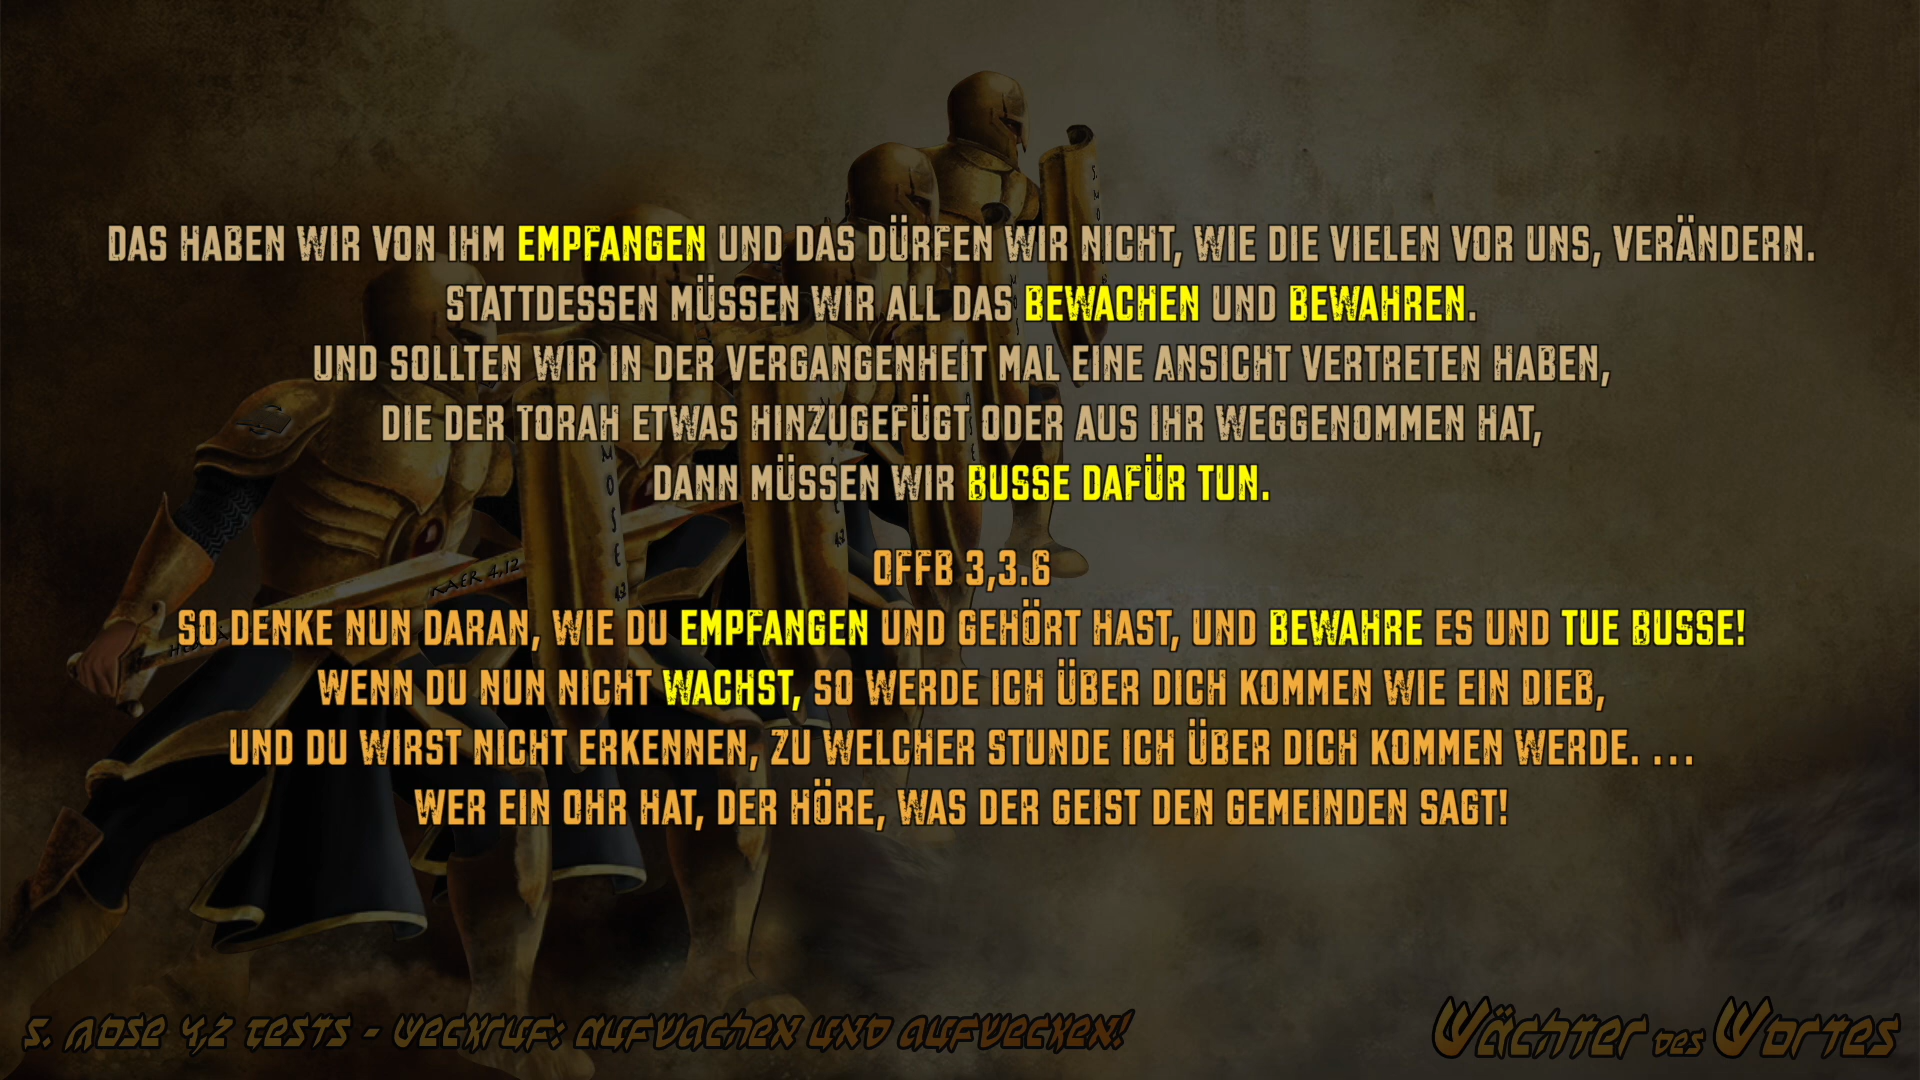 DAS HABEN WIR VON IHM EMPFANGEN UND DAS DÜRFEN WIR NICHT, WIE DIE VIELEN VOR UNS, VERÄNDERN.
STATTDESSEN MÜSSEN WIR ALL DAS BEWACHEN UND BEWAHREN.
UND SOLLTEN WIR IN DER VERGANGENHEIT MAL EINE ANSICHT VERTRETEN HABEN,
DIE DER TORAH ETWAS HINZUGEFÜGT ODER AUS IHR WEGGENOMMEN HAT,
DANN MÜSSEN WIR BUSSE DAFÜR TUN.
OFFB 3,3.6
SO DENKE NUN DARAN, WIE DU EMPFANGEN UND GEHÖRT HAST, UND BEWAHRE ES UND TUE BUSSE!
WENN DU NUN NICHT WACHST, SO WERDE ICH ÜBER DICH KOMMEN WIE EIN DIEB,
UND DU WIRST NICHT ERKENNEN, ZU WELCHER STUNDE ICH ÜBER DICH KOMMEN WERDE. ...
WER EIN OHR HAT, DER HÖRE, WAS DER GEIST DEN GEMEINDEN SAGT!
5. MOSE 4,2 TESTS - WECKRUF: AUFWACHEN UND AUFWECKEN!
WÄCHTER DES WORTES